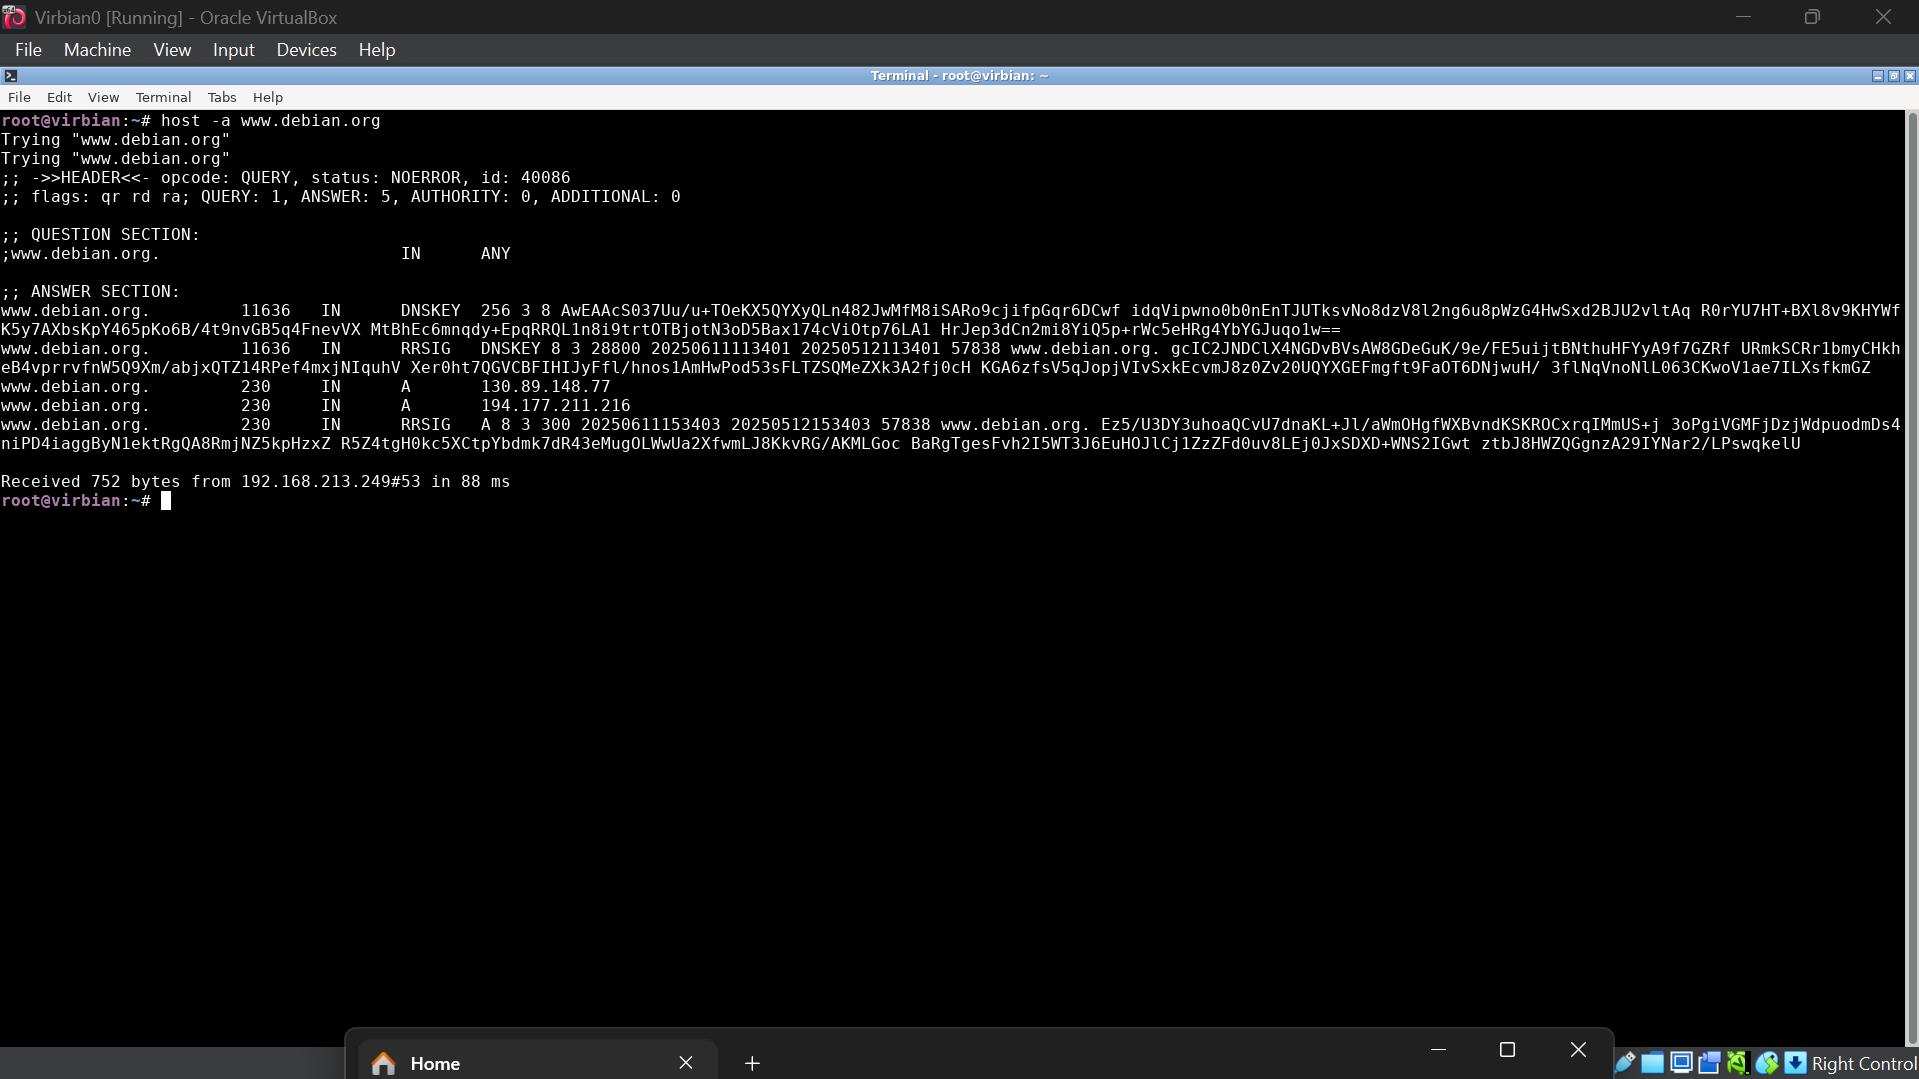 Virbian0 [Running] - Oracle VirtualBox
File Machine View Input Devices Help
Terminal - root@virbian: ~
File Edit View Terminal Tabs Help
root@virbian:~# host -a www.debian.org
Trying "www.debian.org"
Trying "www.debian.org"
;; ->>HEADER<<- opcode: QUERY, status: NOERROR, id: 40086
;; flags: qr rd ra; QUERY: 1, ANSWER: 5, AUTHORITY: 0, ADDITIONAL: 0
;; QUESTION SECTION:
;www.debian.org. IN ANY
;; ANSWER SECTION:
www.debian.org. 11636 IN DNSKEY 256 3 8 AwEAAcS037Uu/u+TOeKX5QYXyQLn482JwMfM8iSARo9cjifpGqr6DCwf idqVipwno0b0nEnTJUTksvNo8dzV8l2ng6u8pWzG4HwSxd2BJU2vltAq R0rYU7HT+BXl8v9KHYWf
K5y7AXbsKpY465pKo6B/4t9nvGB5q4FnevVX MtBhEc6mnqdy+EpqRRQL1n8i9trtOTBjotN3oD5Bax174cViOtp76LA1 HrJep3dCn2mi8YiQ5p+rWc5eHRg4YbYGJuqo1w==
www.debian.org. 11636 IN RRSIG DNSKEY 8 3 28800 20250611113401 20250512113401 57838 www.debian.org. gcIC2JNDClX4NGDvBVsAW8GDeGuK/9e/FE5uijtBNthuHFYyA9f7GZRf URmkSCRr1bmyCHkh
eB4vprrvfnW5Q9Xm/abjxQTZ14RPef4mxjNIquhV Xer0ht7QGVCBFIHIJyFfl/hnos1AmHwPod53sFLTZSQMeZXk3A2fj0cH KGA6zfsV5qJopjVIvSxkEcvmJ8z0Zv20UQYXGEFmgft9FaOT6DNjwuH/ 3flNqVnoNlL063CKwoV1ae7ILXsfkmGZ
www.debian.org. 230 IN A 130.89.148.77
www.debian.org. 230 IN A 194.177.211.216
www.debian.org. 230 IN RRSIG A 8 3 300 20250611153403 20250512153403 57838 www.debian.org. Ez5/U3DY3uhoaQCvU7dnaKL+Jl/aWmOHgfWXBvndKSKROCxrqIMmUS+j 3oPgiVGMFjDzjWdpuodmDs4
niPD4iaggByN1ektRgQA8RmjNZ5kpHzxZ R5Z4tgH0kc5XCtpYbdmk7dR43eMugOLWwUa2XfwmLJ8KkvRG/AKMLGoc BaRgTgesFvh2I5WT3J6EuHOJlCj1ZzZFd0uv8LEj0JxSDXD+WNS2IGwt ztbJ8HWZQGgnzA29IYNar2/LPswqkelU
Received 752 bytes from 192.168.213.249#53 in 88 ms
root@virbian:~#
Home
Right Control